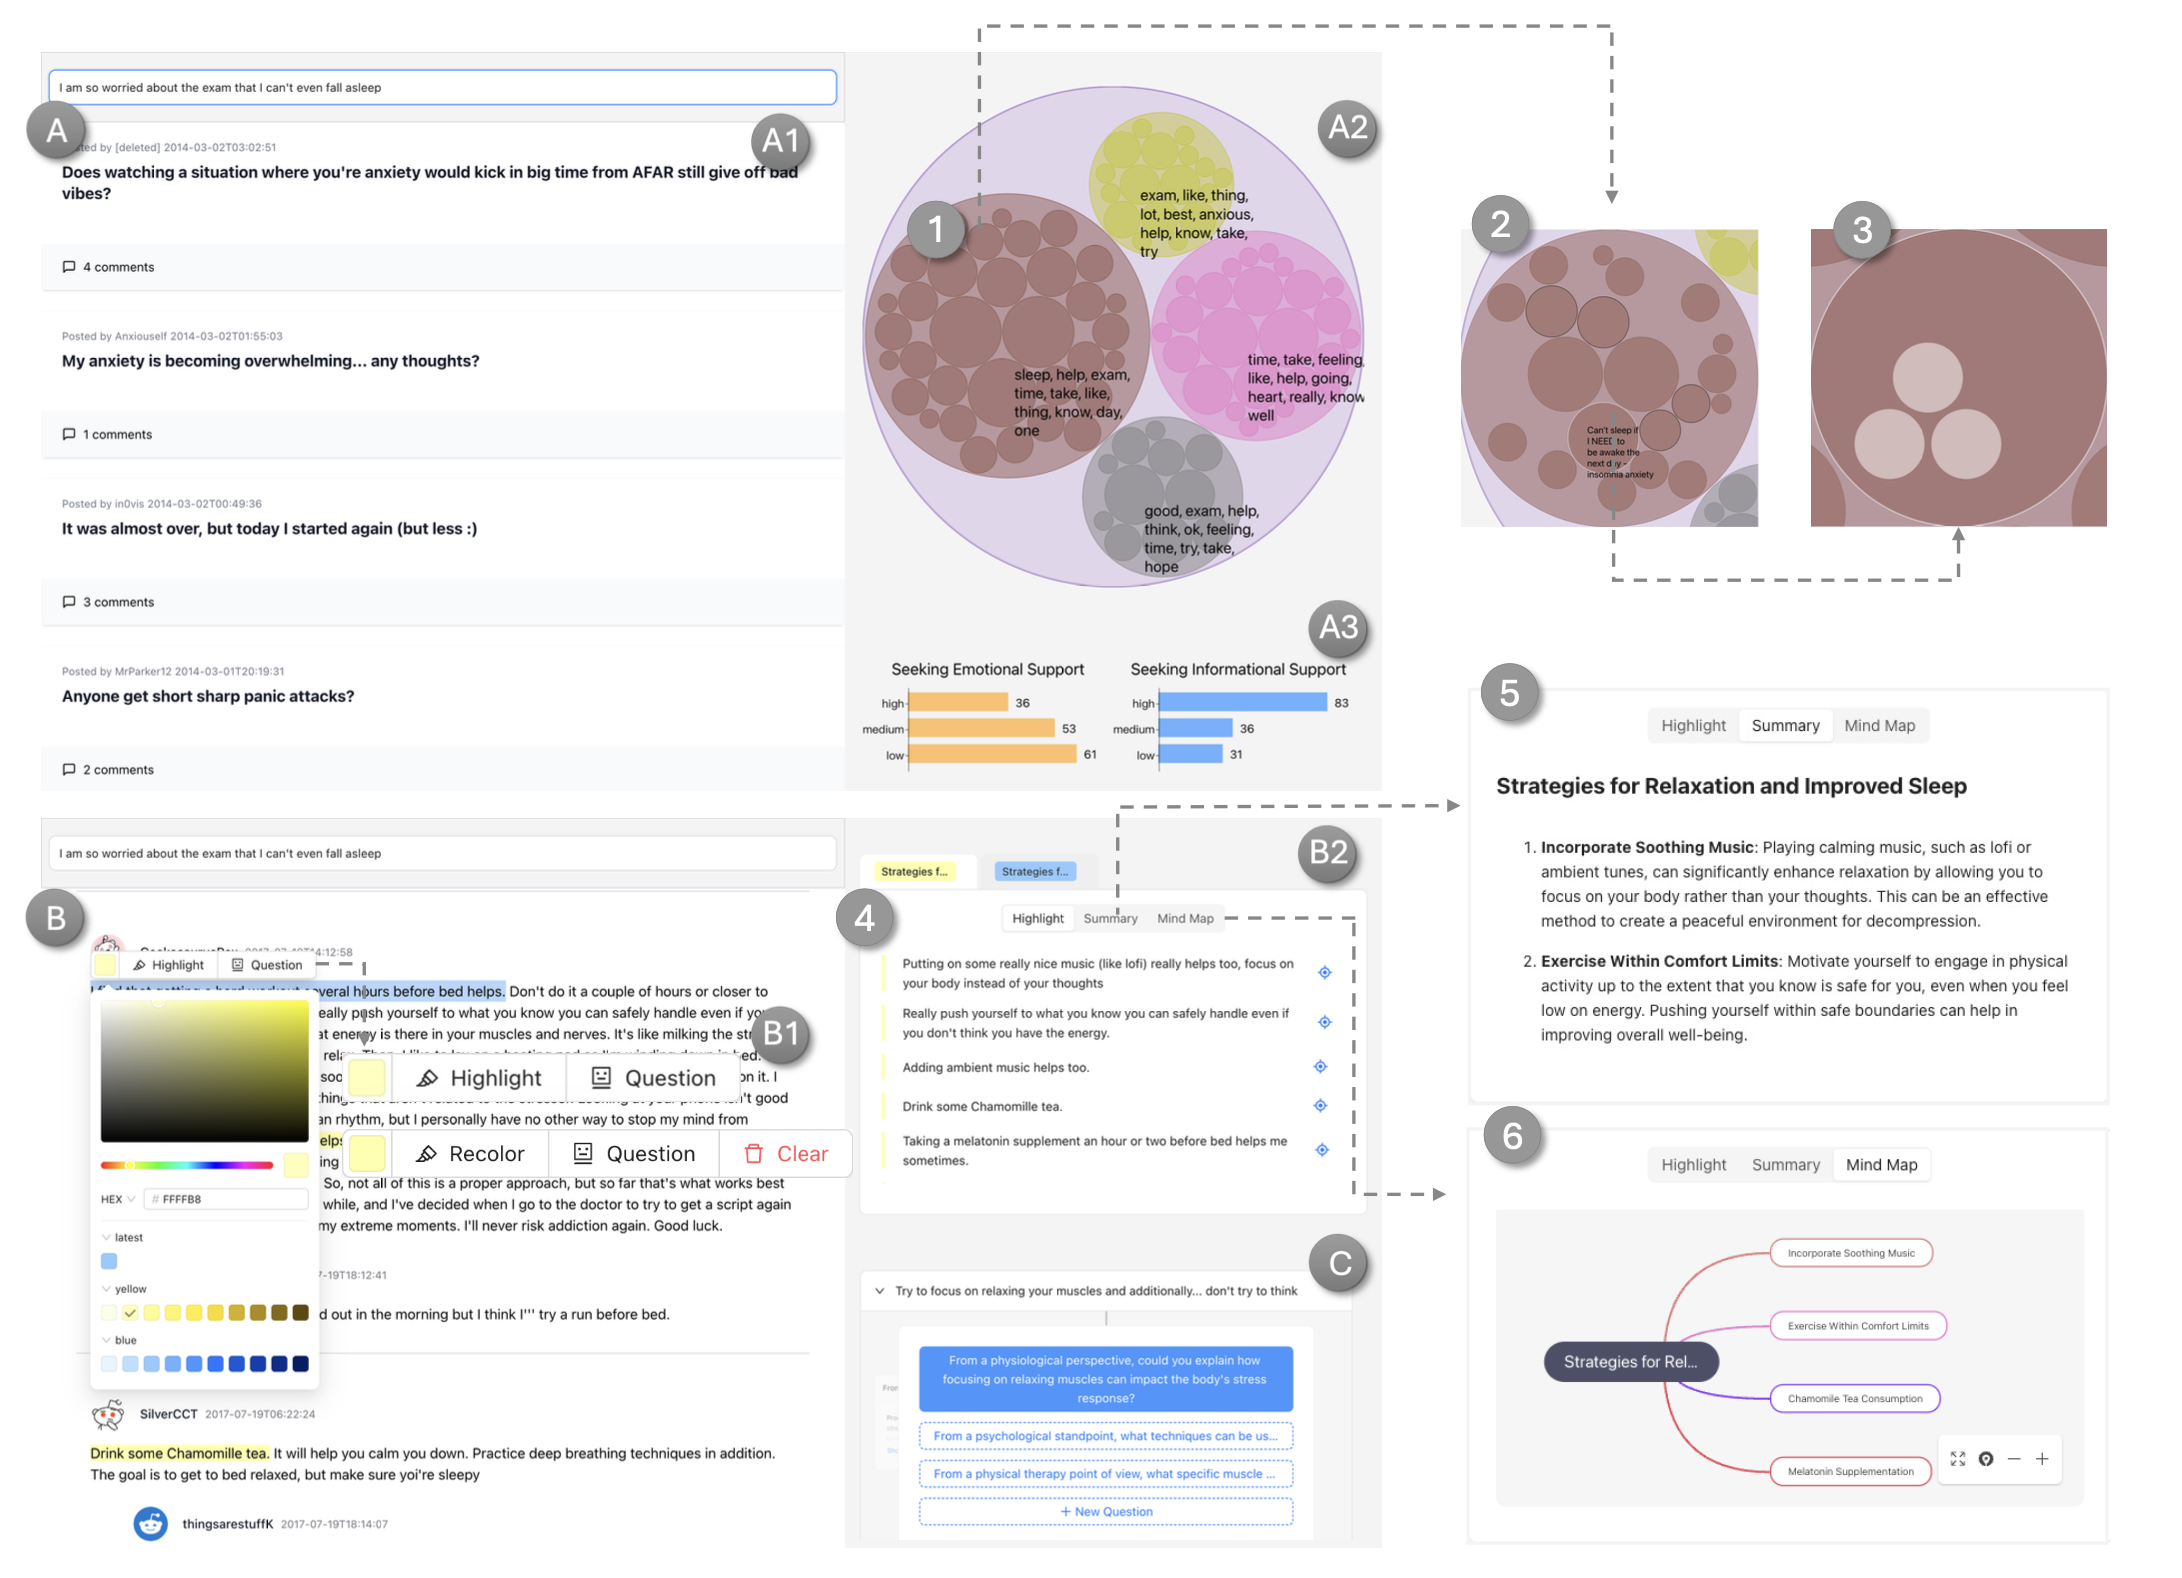 I am so worried about the exam that I can't even fall asleep
A
A1
ted by [deleted] 2014-03-02T03:02:51
Does watching a situation where you're anxiety would kick in big time from AFAR still give off bad
vibes?
4 comments
Posted by Anxiouself 2014-03-02T01:55:03
My anxiety is becoming overwhelming... any thoughts?
1 comments
Posted by in0vis 2014-03-02T00:49:36
It was almost over, but today I started again (but less :)
3 comments
Posted by MrParker12 2014-03-01T20:19:31
Anyone get short sharp panic attacks?
2 comments
A2
1
exam, like, thing,
lot, best, anxious,
help, know, take,
try
sleep, help, exam,
time, take, like,
thing, know, day,
one
time, take, feeling,
like, help, going,
heart, really, know
well
good, exam, help,
think, ok, feeling,
time, try, take,
hope
A3
Seeking Emotional Support
high 36
medium 53
low 61
Seeking Informational Support
high 83
medium 36
low 31
2
Can't sleep if
I NEED to
be awake the
next day -
insomnia anxiety
3
I am so worried about the exam that I can't even fall asleep
B
4:12:58
Highlight Question
several hours before bed helps. Don't do it a couple of hours or closer to
eally push yourself to what you know you can safely handle even if yo
at energy is there in your muscles and nerves. It's like milking the str
B1
Highlight Question
on it. I
n't good
an rhythm, but I personally have no other way to stop my mind from
elps
Recolor Question Clear
ing
So, not all of this is a proper approach, but so far that's what works best
while, and I've decided when I go to the doctor to try to get a script again
my extreme moments. I'll never risk addiction again. Good luck.
HEX # FFFFB8
latest
yellow
blue
7-19T18:12:41
d out in the morning but I think I''' try a run before bed.
SilverCCT 2017-07-19T06:22:24
Drink some Chamomille tea. It will help you calm you down. Practice deep breathing techniques in addition.
The goal is to get to bed relaxed, but make sure yoi're sleepy
thingsarestuffK 2017-07-19T18:14:07
B2
Strategies f... Strategies f...
4
Highlight Summary Mind Map
Putting on some really nice music (like lofi) really helps too, focus on
your body instead of your thoughts
Really push yourself to what you know you can safely handle even if
you don't think you have the energy.
Adding ambient music helps too.
Drink some Chamomille tea.
Taking a melatonin supplement an hour or two before bed helps me
sometimes.
C
Try to focus on relaxing your muscles and additionally... don't try to think
From a physiological perspective, could you explain how
focusing on relaxing muscles can impact the body's stress
response?
From a psychological standpoint, what techniques can be us...
From a physical therapy point of view, what specific muscle ...
+ New Question
5
Highlight Summary Mind Map
Strategies for Relaxation and Improved Sleep
1. Incorporate Soothing Music: Playing calming music, such as lofi or
ambient tunes, can significantly enhance relaxation by allowing you to
focus on your body rather than your thoughts. This can be an effective
method to create a peaceful environment for decompression.
2. Exercise Within Comfort Limits: Motivate yourself to engage in physical
activity up to the extent that you know is safe for you, even when you feel
low on energy. Pushing yourself within safe boundaries can help in
improving overall well-being.
6
Highlight Summary Mind Map
Strategies for Rel...
Incorporate Soothing Music
Exercise Within Comfort Limits
Chamomile Tea Consumption
Melatonin Supplementation